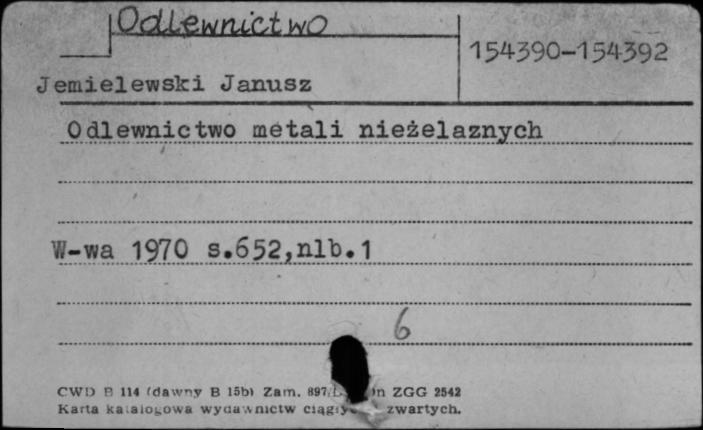 Odlewnictwo
154390-154392
Jemielewski Janusz
Odlewnictwo metali nieżelaznych
W-wa 1970 s.652,nlb.1
6
CWD B 114 (dawny B 15b) Zam. 897 ZGG 2542
Karta katalogowa wydawnictw zwartych.